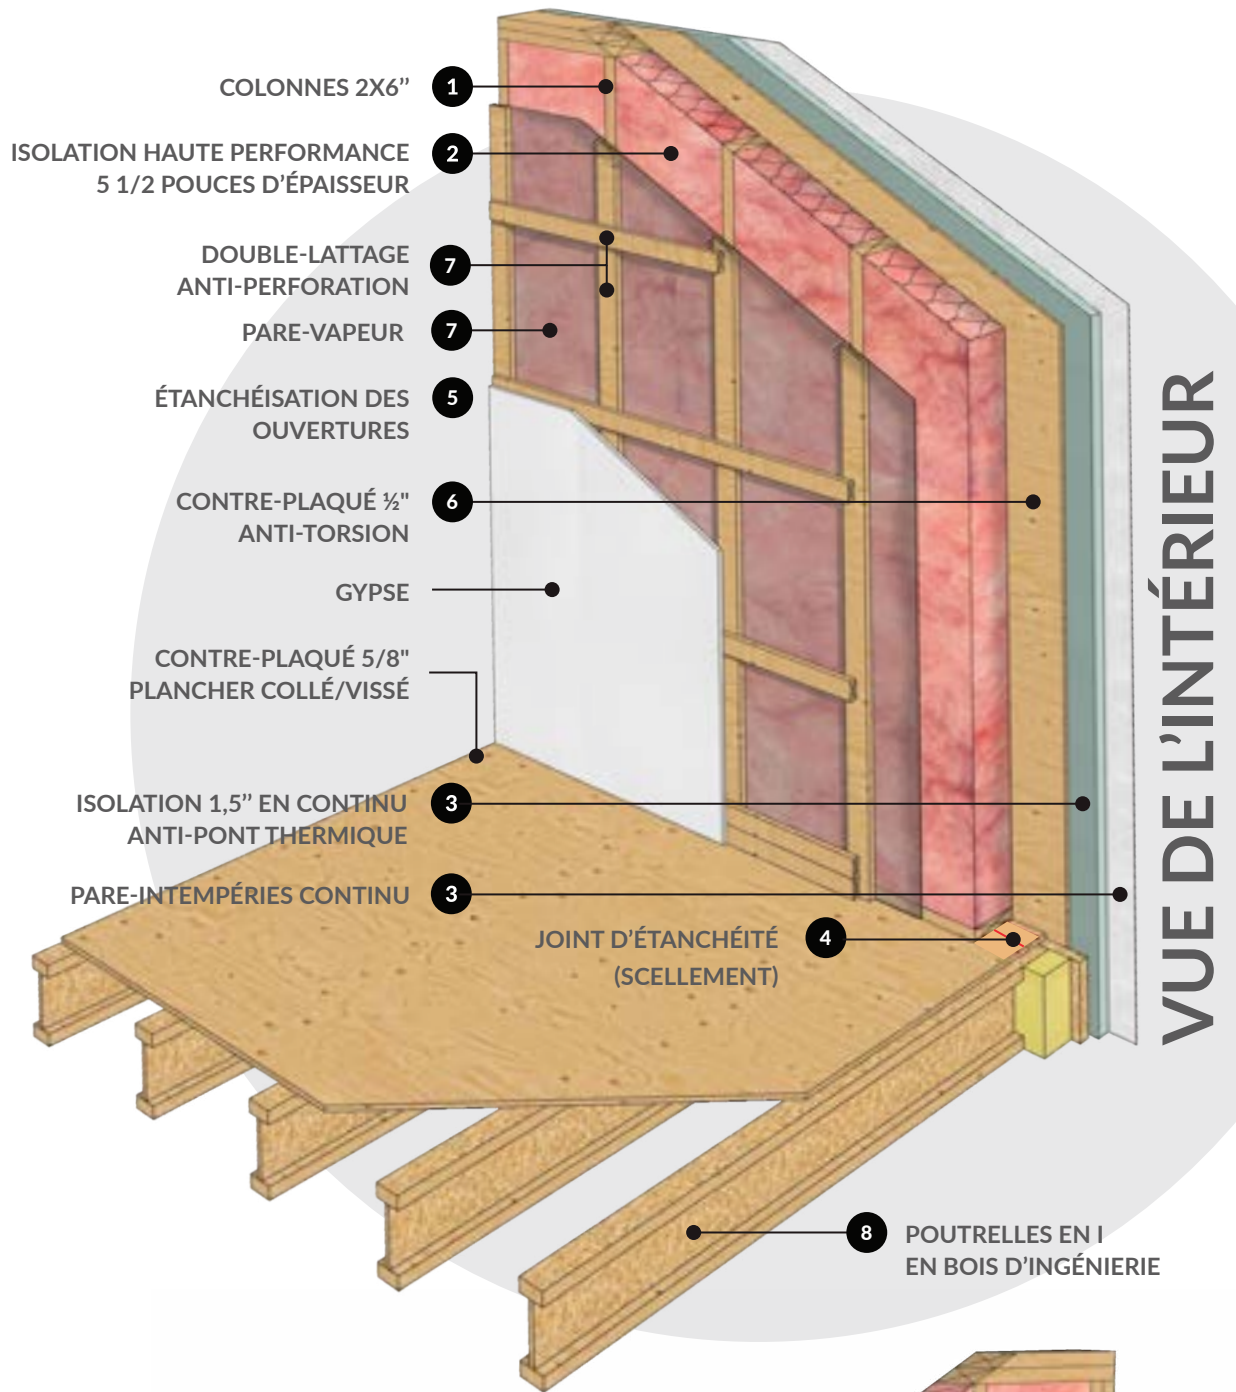 COLONNES 2X6’’ 1
ISOLATION HAUTE PERFORMANCE 2
5 1/2 POUCES D’ÉPAISSEUR
DOUBLE-LATTAGE 7
ANTI-PERFORATION
PARE-VAPEUR 7
ÉTANCHÉISATION DES 5
OUVERTURES
CONTRE-PLAQUÉ ½" 6
ANTI-TORSION
GYPSE
CONTRE-PLAQUÉ 5/8"
PLANCHER COLLÉ/VISSÉ
ISOLATION 1,5’’ EN CONTINU 3
ANTI-PONT THERMIQUE
PARE-INTEMPÉRIES CONTINU 3
JOINT D’ÉTANCHÉITÉ 4
(SCELLEMENT)
8 POUTRELLES EN I
EN BOIS D’INGÉNIERIE
VUE DE L’INTÉRIEUR